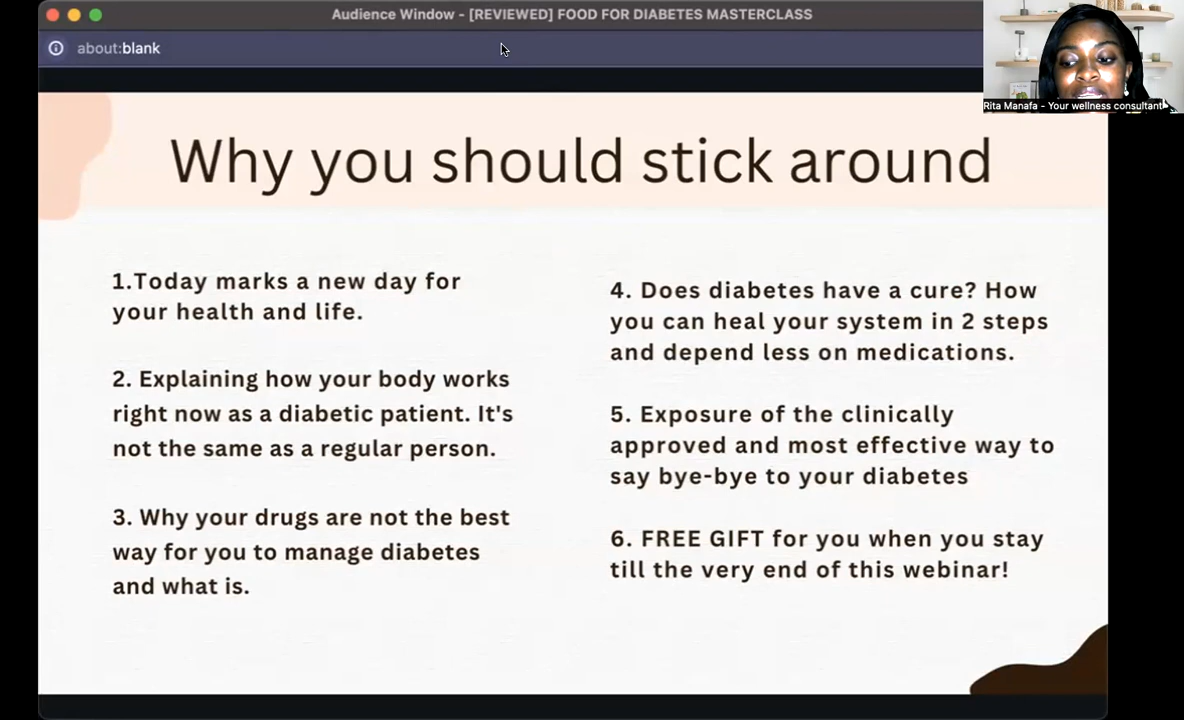 Audience Window - [REVIEWED] FOOD FOR DIABETES MASTERCLASS
about:blank
Rita Manafa - Your wellness consultant
Why you should stick around
1.Today marks a new day for
your health and life.
2. Explaining how your body works
right now as a diabetic patient. It's
not the same as a regular person.
3. Why your drugs are not the best
way for you to manage diabetes
and what is.
4. Does diabetes have a cure? How
you can heal your system in 2 steps
and depend less on medications.
5. Exposure of the clinically
approved and most effective way to
say bye-bye to your diabetes
6. FREE GIFT for you when you stay
till the very end of this webinar!